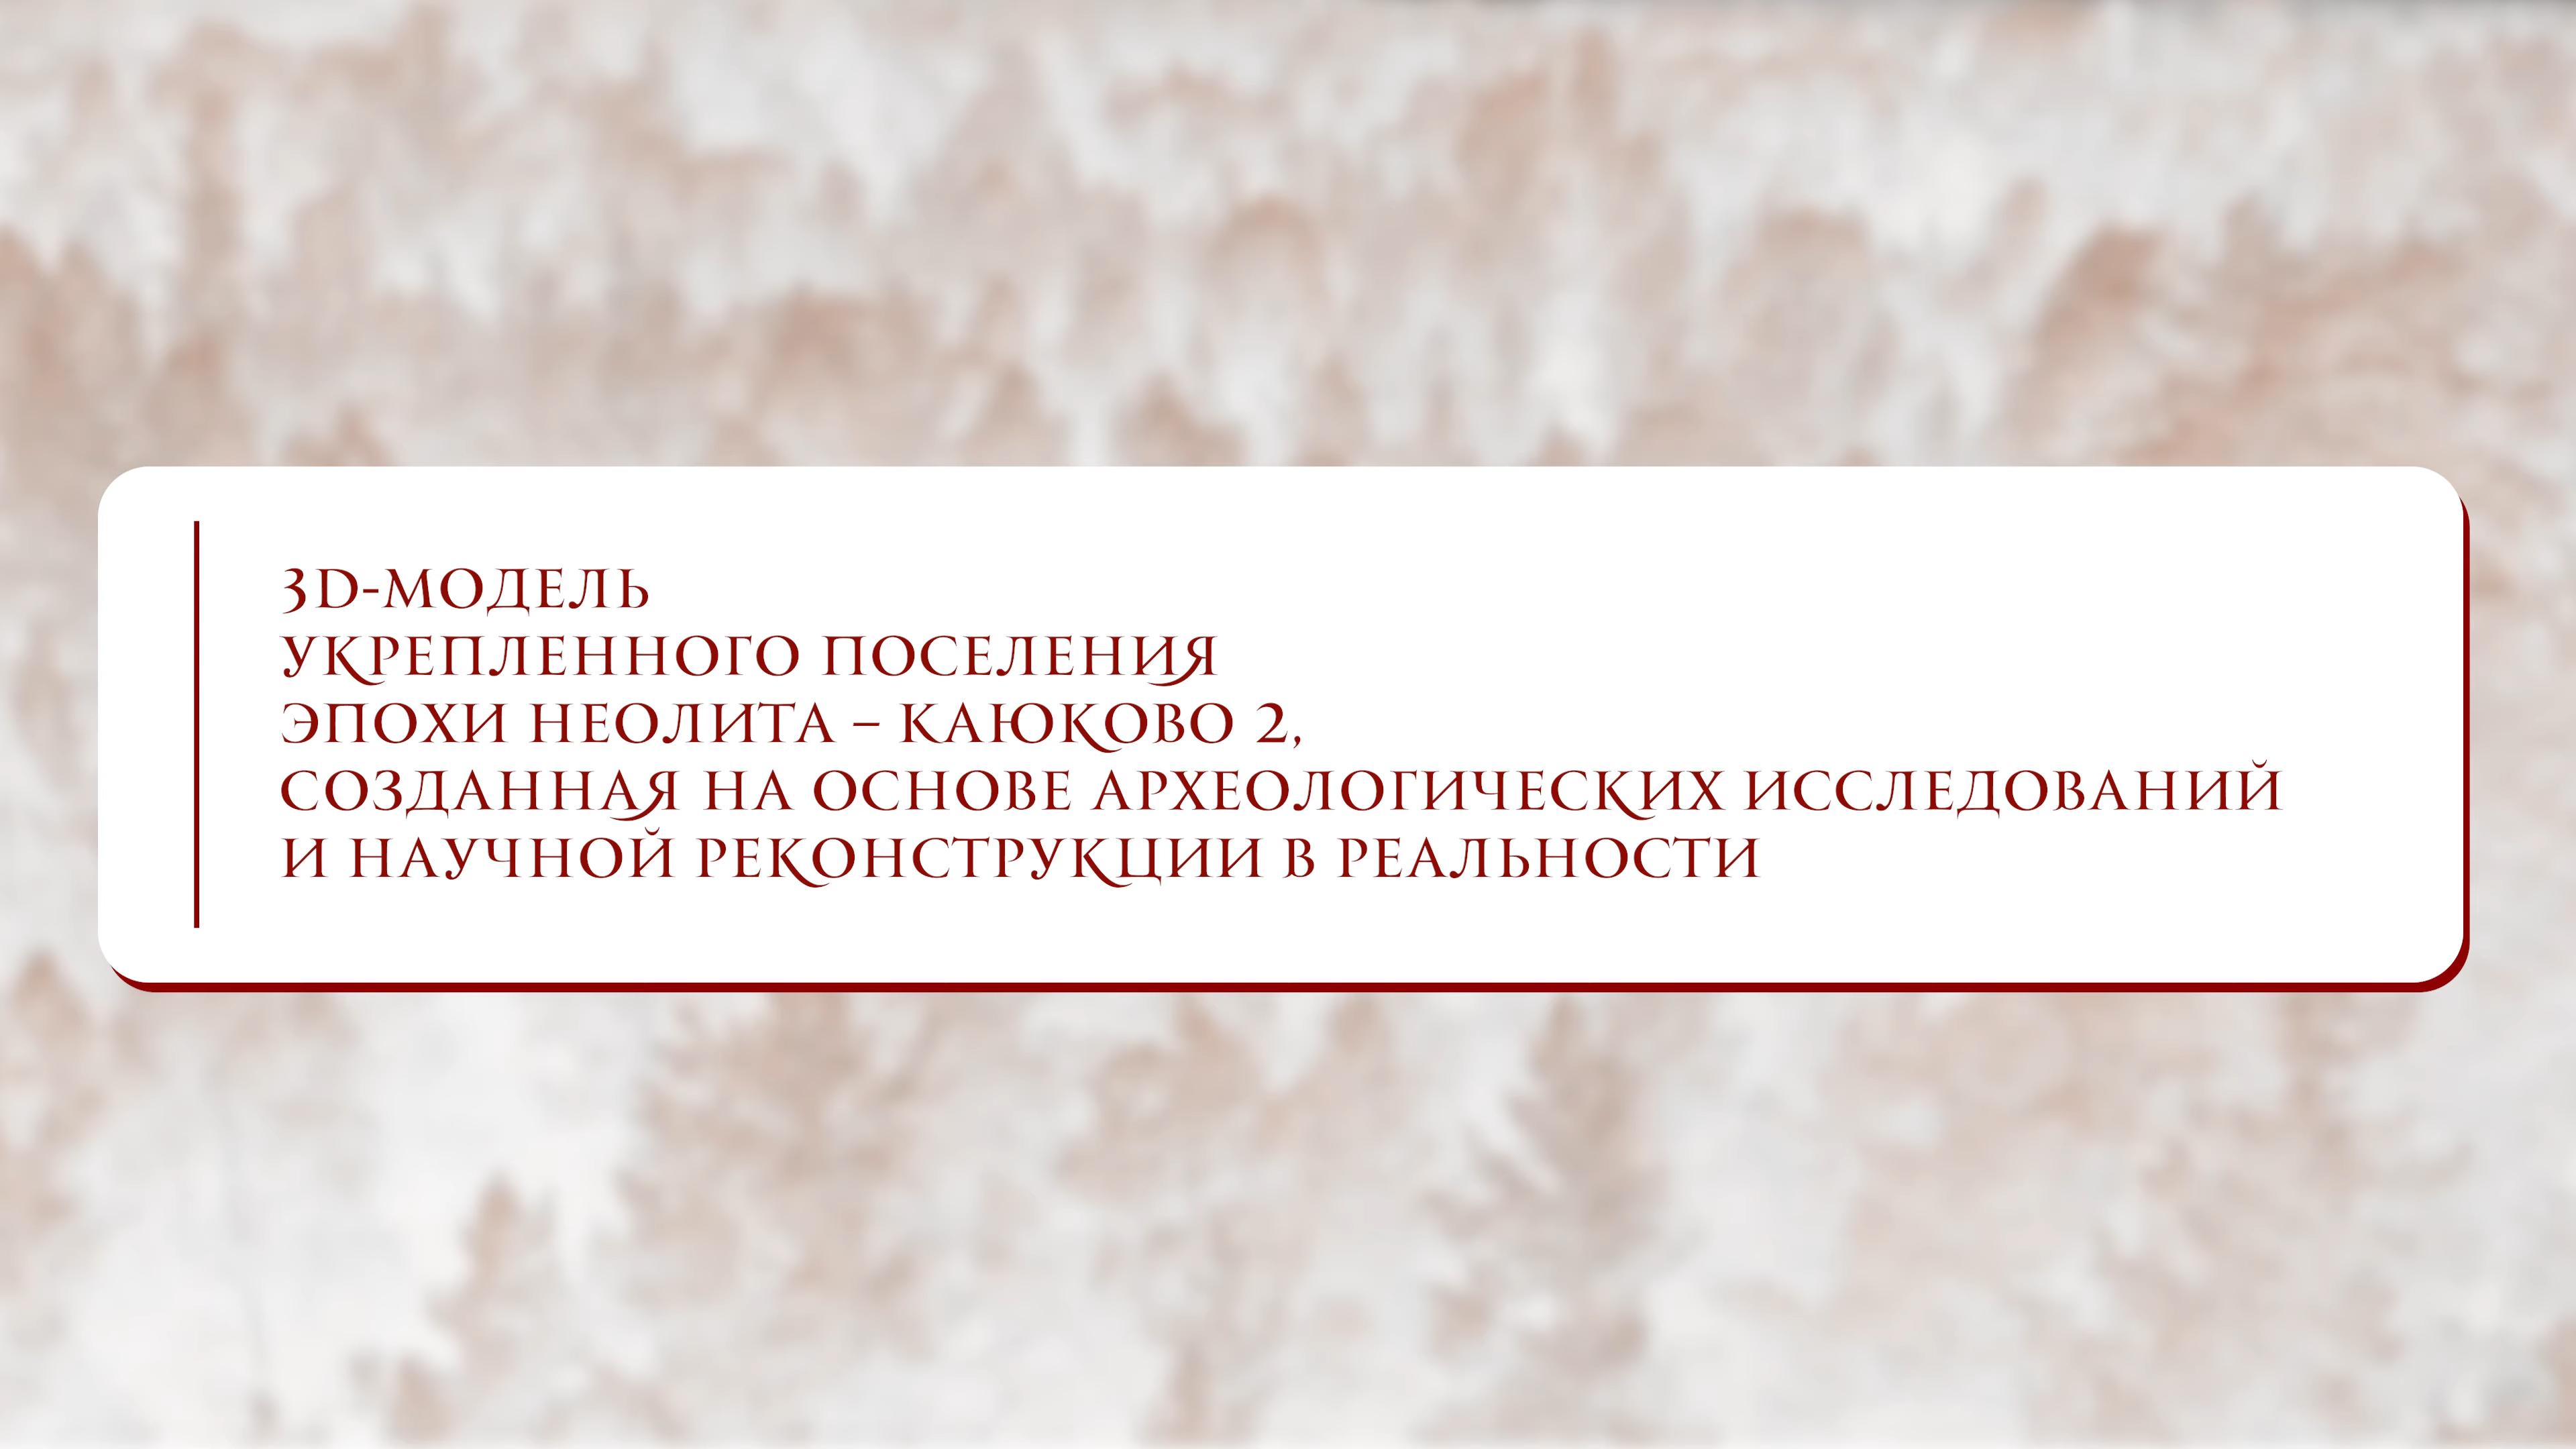 3D-МОДЕЛЬ
УКРЕПЛЕННОГО ПОСЕЛЕНИЯ
ЭПОХИ НЕОЛИТА – КАЮКОВО 2,
СОЗДАННАЯ НА ОСНОВЕ АРХЕОЛОГИЧЕСКИХ ИССЛЕДОВАНИЙ
И НАУЧНОЙ РЕКОНСТРУКЦИИ В РЕАЛЬНОСТИ